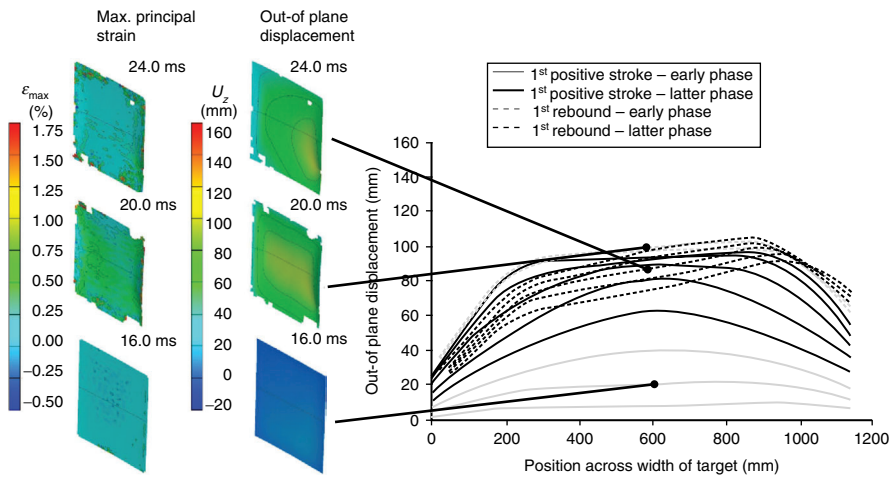 Max. principal strain
Out-of plane displacement
24.0 ms
24.0 ms
εmax (%)
Uz (mm)
1.75
1.50
1.25
1.00
0.75
0.50
0.25
0.00
−0.25
−0.50
160
140
120
100
80
60
40
20
0
−20
20.0 ms
20.0 ms
16.0 ms
16.0 ms
1st positive stroke – early phase
1st positive stroke – latter phase
1st rebound – early phase
1st rebound – latter phase
Out-of plane displacement (mm)
160
140
120
100
80
60
40
20
0
0
200
400
600
800
1000
1200
Position across width of target (mm)